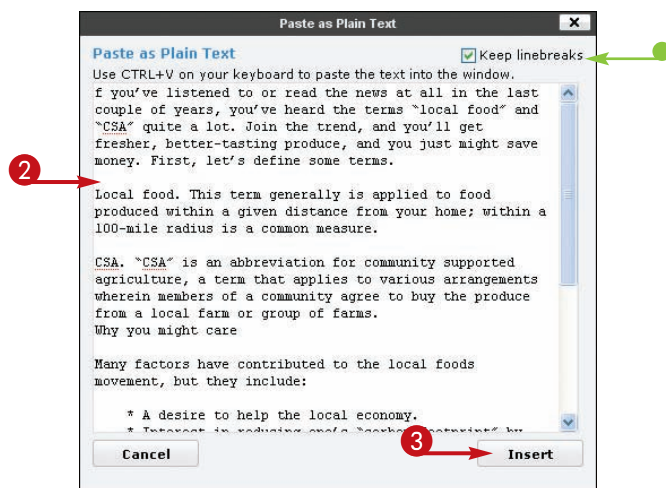 Paste as Plain Text
Paste as Plain Text
Keep linebreaks
Use CTRL+V on your keyboard to paste the text into the window.
f you've listened to or read the news at all in the last
couple of years, you've heard the terms “local food” and
“CSA” quite a lot. Join the trend, and you'll get
fresher, better-tasting produce, and you just might save
money. First, let's define some terms.
2
Local food. This term generally is applied to food
produced within a given distance from your home; within a
100-mile radius is a common measure.
CSA. “CSA” is an abbreviation for community supported
agriculture, a term that applies to various arrangements
wherein members of a community agree to buy the produce
from a local farm or group of farms.
Why you might care
Many factors have contributed to the local foods
movement, but they include:
* A desire to help the local economy.
* Interest in reducing one's “carbon footprint” by
3
Cancel
Insert